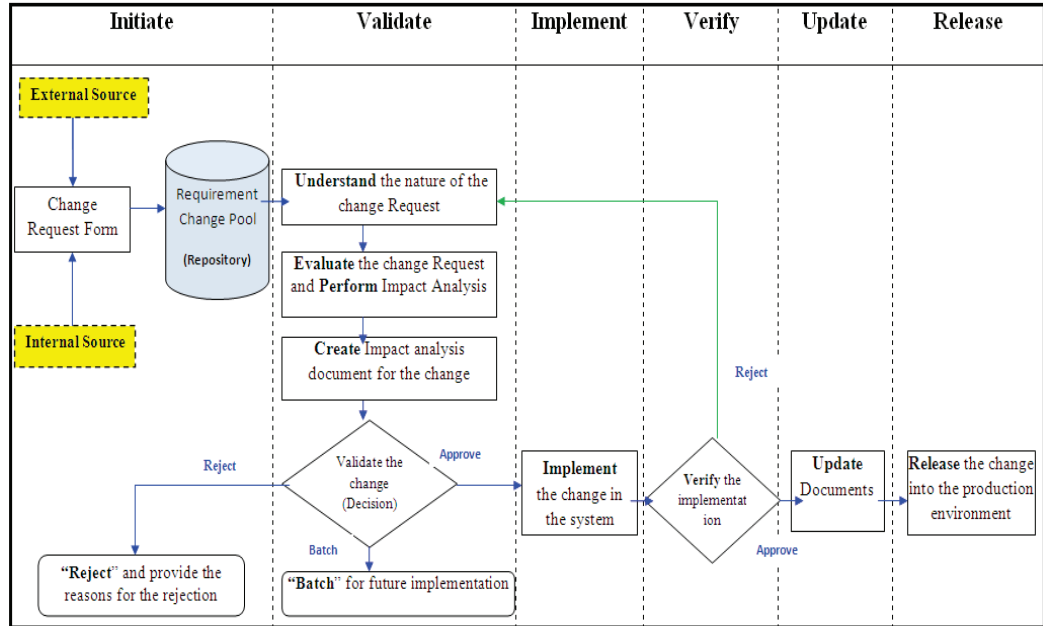 Initiate
Validate
Implement
Verify
Update
Release
External Source
Change
Request Form
Internal Source
Requirement
Change Pool
(Repository)
Understand the nature of the
change Request
Evaluate the change Request
and Perform Impact Analysis
Create Impact analysis
document for the change
Validate the
change
(Decision)
Reject
Approve
Batch
"Reject" and provide the
reasons for the rejection
"Batch" for future implementation
Implement
the change in
the system
Verify the
implementat
ion
Reject
Approve
Update
Documents
Release the change
into the production
environment